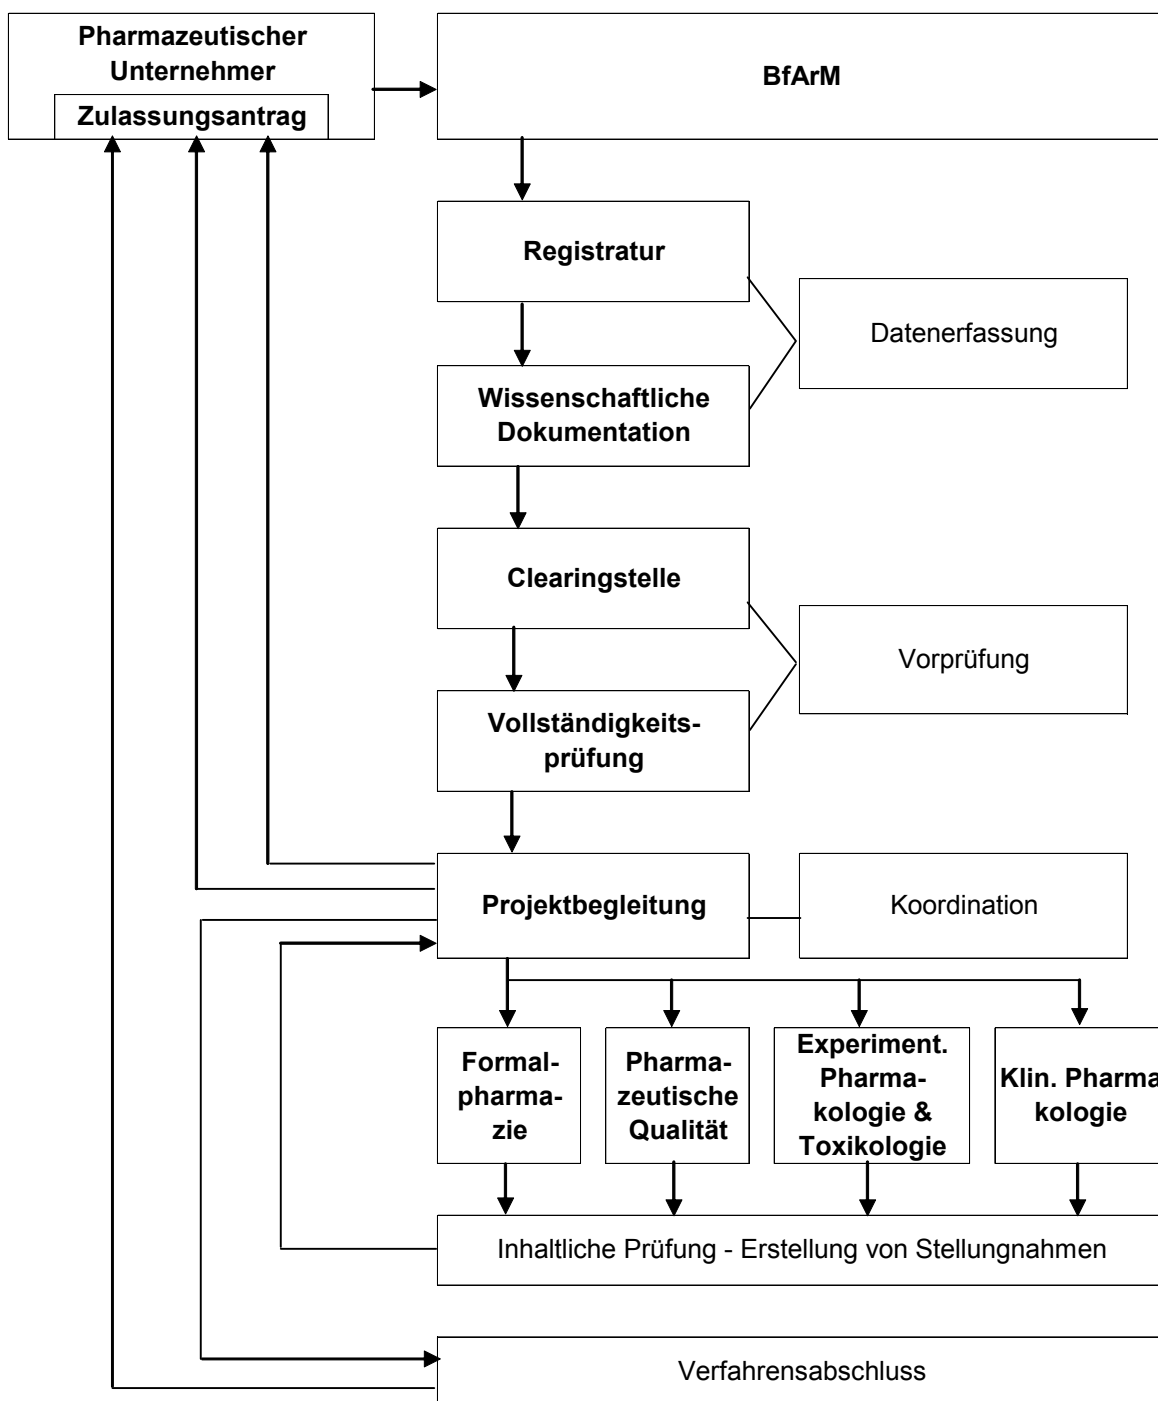 Pharmazeutischer
Unternehmer
Zulassungsantrag
BfArM
Registratur
Datenerfassung
Wissenschaftliche
Dokumentation
Clearingstelle
Vorprüfung
Vollständigkeits-
prüfung
Projektbegleitung
Koordination
Formal-
pharma-
zie
Pharma-
zeutische
Qualität
Experiment.
Pharma-
kologie &
Toxikologie
Klin. Pharma
kologie
Inhaltliche Prüfung - Erstellung von Stellungnahmen
Verfahrensabschluss